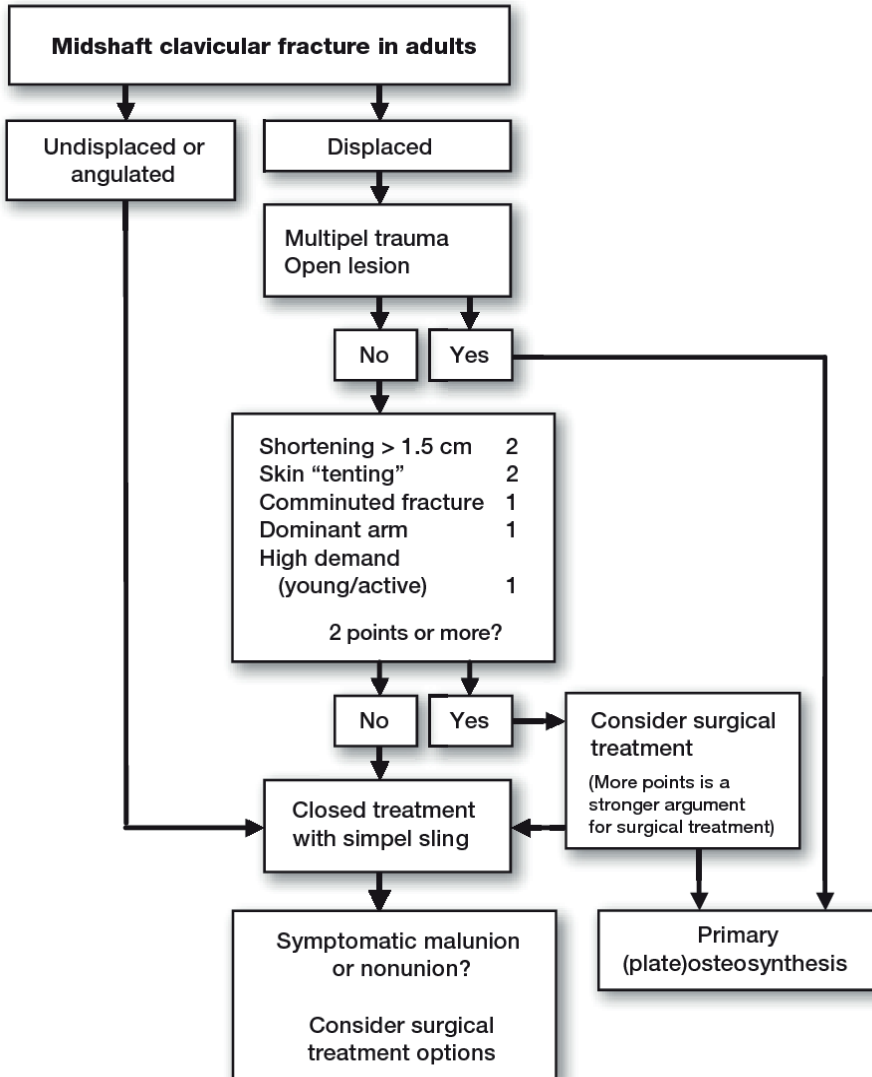 Midshaft clavicular fracture in adults
Undisplaced or
angulated
Displaced
Multipel trauma
Open lesion
No
Yes
Shortening > 1.5 cm 2
Skin “tenting” 2
Comminuted fracture 1
Dominant arm 1
High demand
(young/active) 1
2 points or more?
No
Yes
Consider surgical
treatment
(More points is a
stronger argument
for surgical treatment)
Closed treatment
with simpel sling
Symptomatic malunion
or nonunion?
Consider surgical
treatment options
Primary
(plate)osteosynthesis